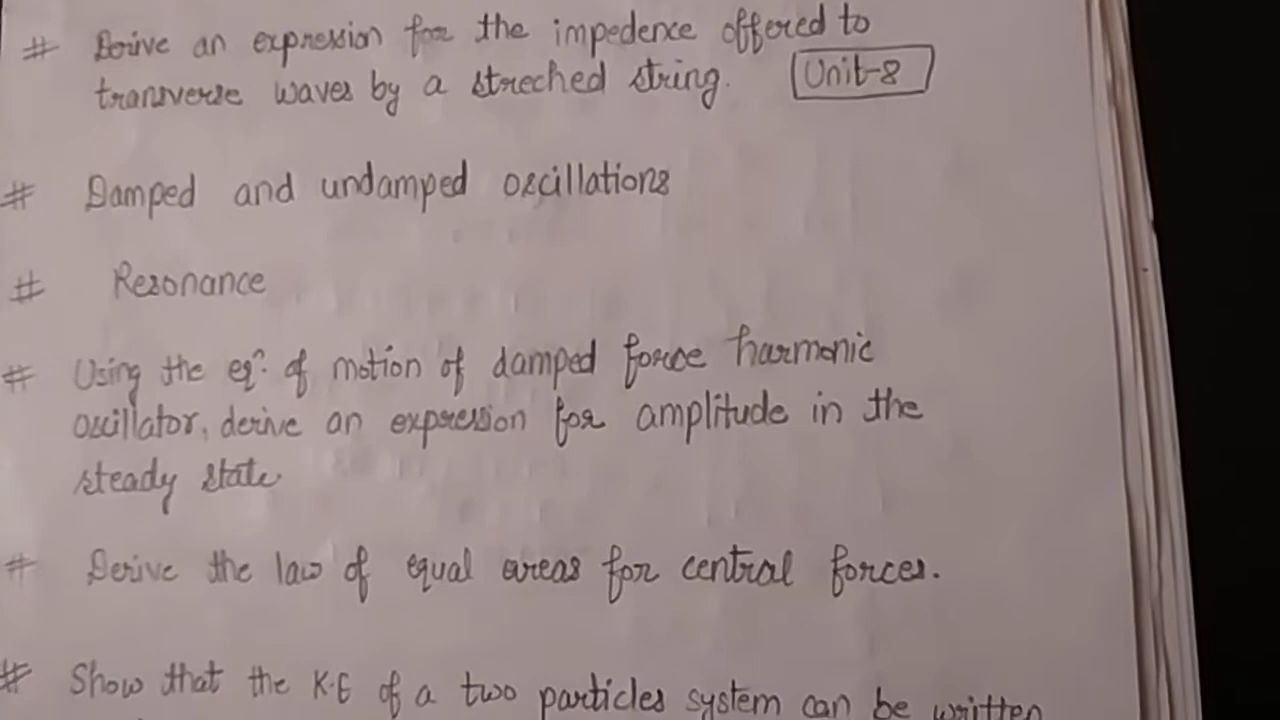 # Derive an expression for the impedence offered to
transverse waves by a streched string. Unit-8
# Damped and undamped oscillations
# Resonance
# Using the eqn. of motion of damped force harmonic
oscillator, derive an expression for amplitude in the
steady state
# Derive the law of equal areas for central forces.
# Show that the K.E of a two particles system can be written